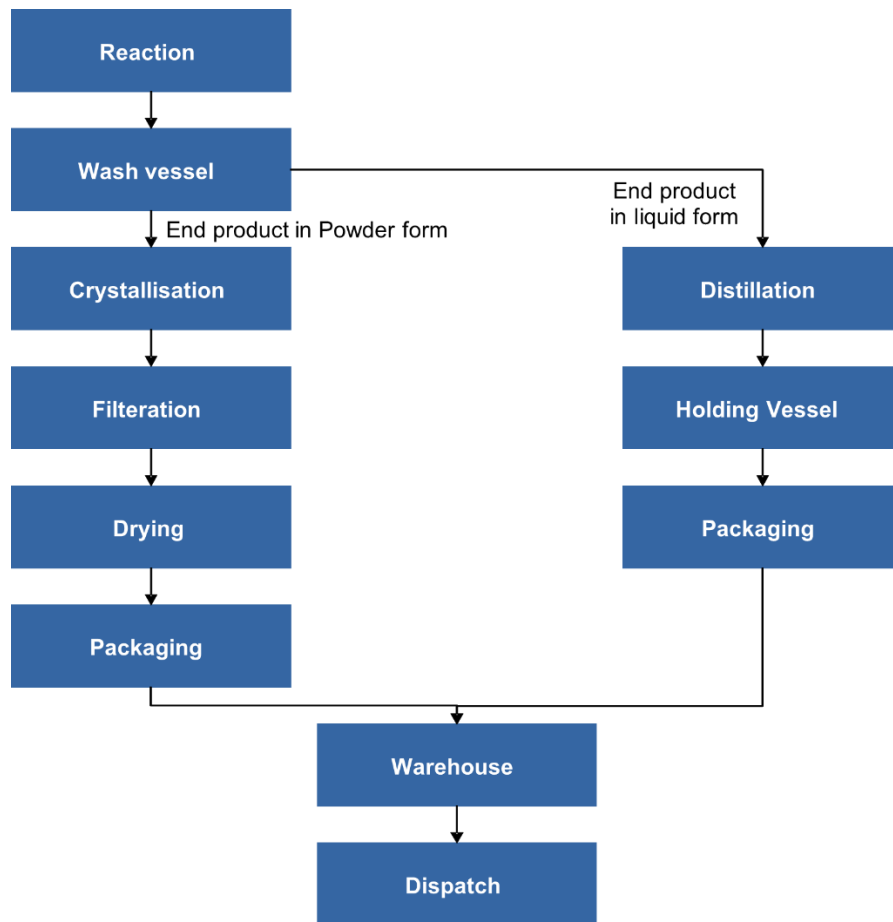 Reaction
Wash vessel
End product in Powder form
End product
in liquid form
Crystallisation
Distillation
Filteration
Holding Vessel
Drying
Packaging
Packaging
Warehouse
Dispatch